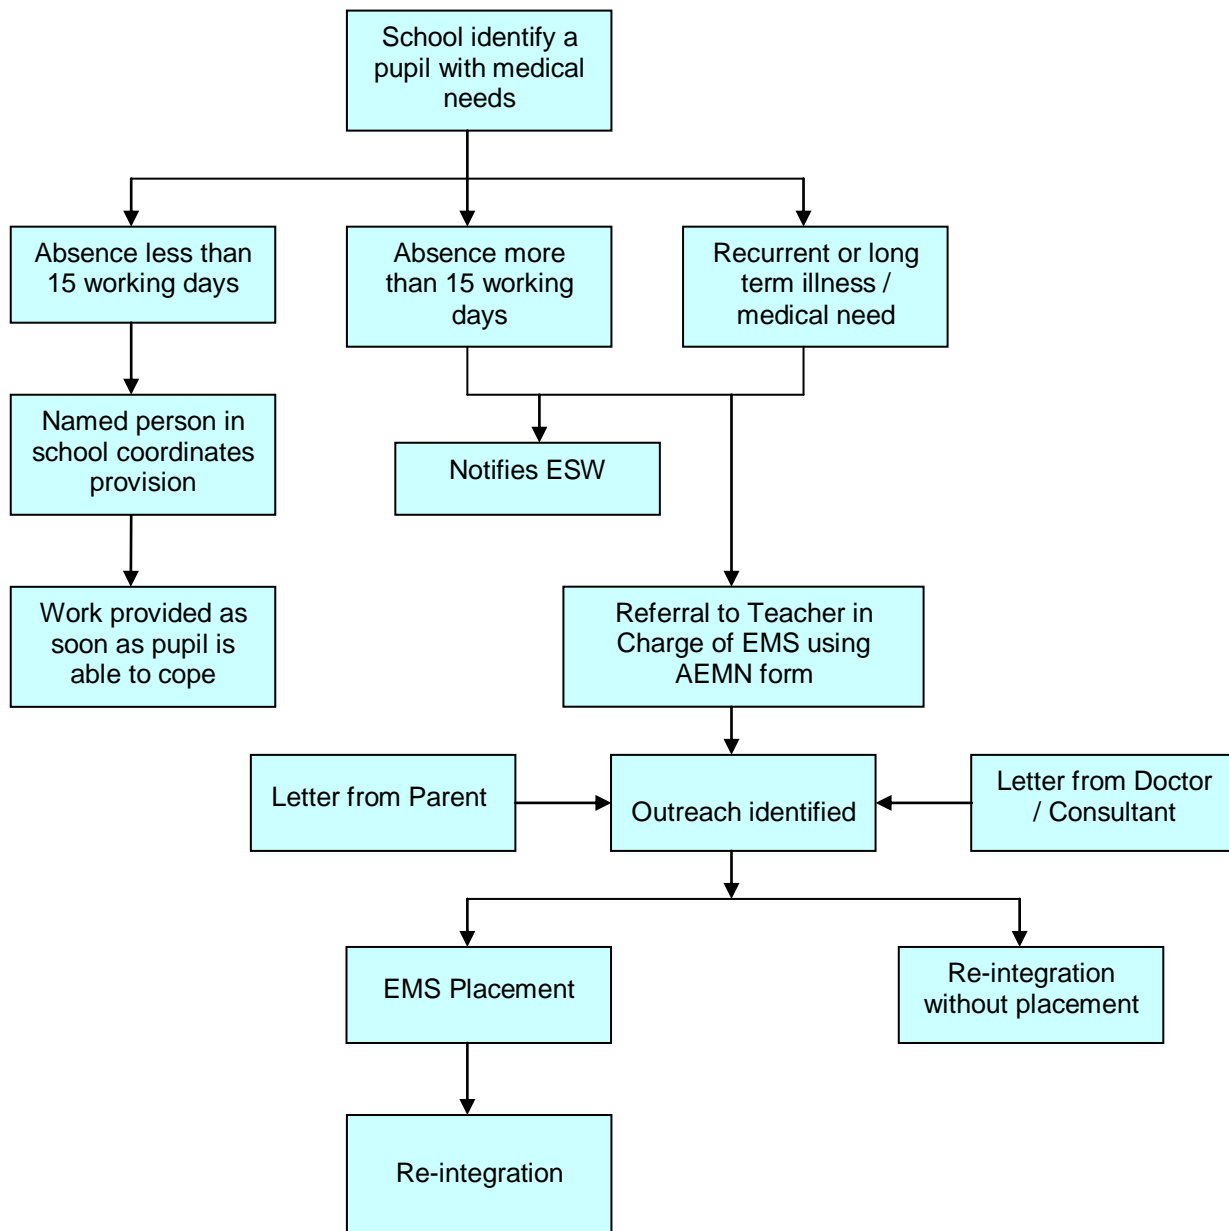 School identify a
pupil with medical
needs
Absence less than
15 working days
Absence more
than 15 working
days
Recurrent or long
term illness /
medical need
Named person in
school coordinates
provision
Notifies ESW
Work provided as
soon as pupil is
able to cope
Referral to Teacher in
Charge of EMS using
AEMN form
Letter from Parent
Outreach identified
Letter from Doctor
/ Consultant
EMS Placement
Re-integration
without placement
Re-integration